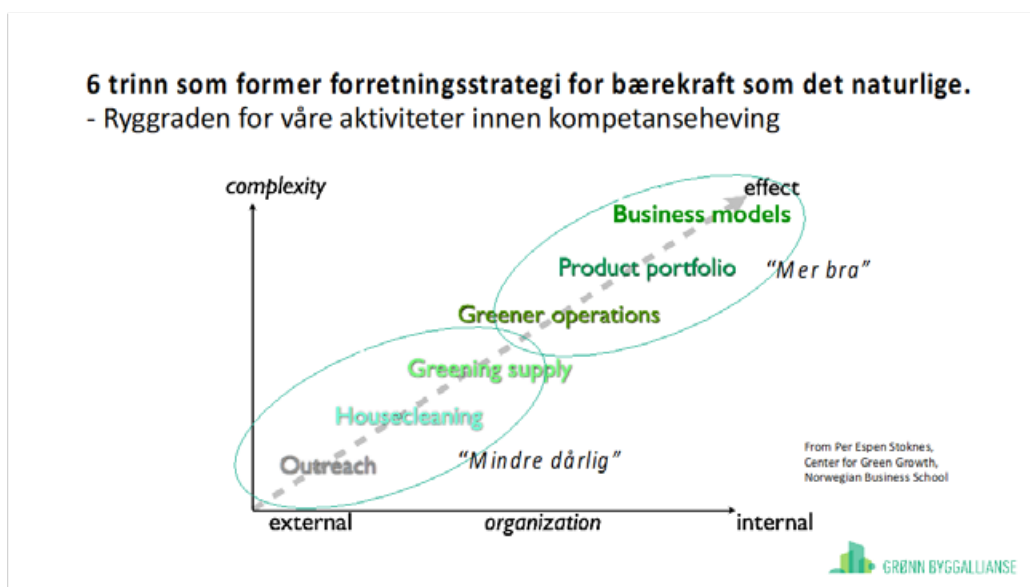 6 trinn som former forretningsstrategi for bærekraft som det naturlige.
- Ryggraden for våre aktiviteter innen kompetanseheving
complexity
effect
Business models
Product portfolio
"Mer bra"
Greener operations
Greening supply
Housecleaning
Outreach
"Mindre dårlig"
From Per Espen Stoknes,
Center for Green Growth,
Norwegian Business School
external
organization
internal
GRØNN BYGGALLIANSE